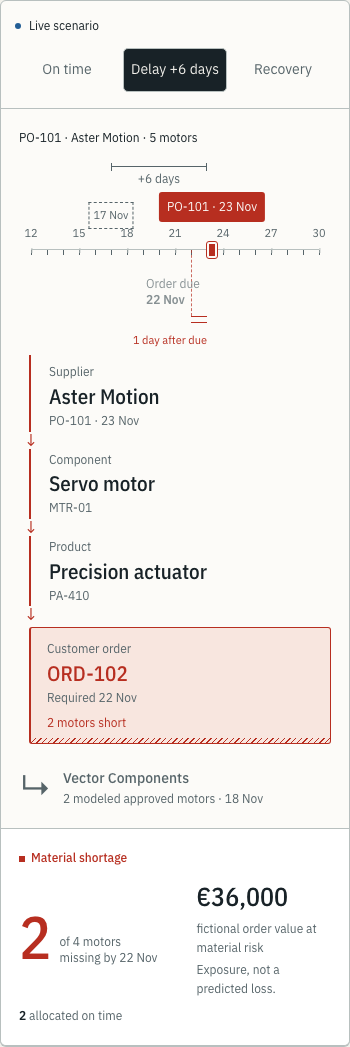 Live scenario
On time
Delay +6 days
Recovery
PO-101 · Aster Motion · 5 motors
+6 days
17 Nov
PO-101 · 23 Nov
12 15 18 21 24 27 30
Order due
22 Nov
1 day after due
Supplier
Aster Motion
PO-101 · 23 Nov
↓
Component
Servo motor
MTR-01
↓
Product
Precision actuator
PA-410
↓
Customer order
ORD-102
Required 22 Nov
2 motors short
Vector Components
2 modeled approved motors · 18 Nov
Material shortage
2 of 4 motors
missing by 22 Nov
2 allocated on time
€36,000
fictional order value at
material risk
Exposure, not a
predicted loss.